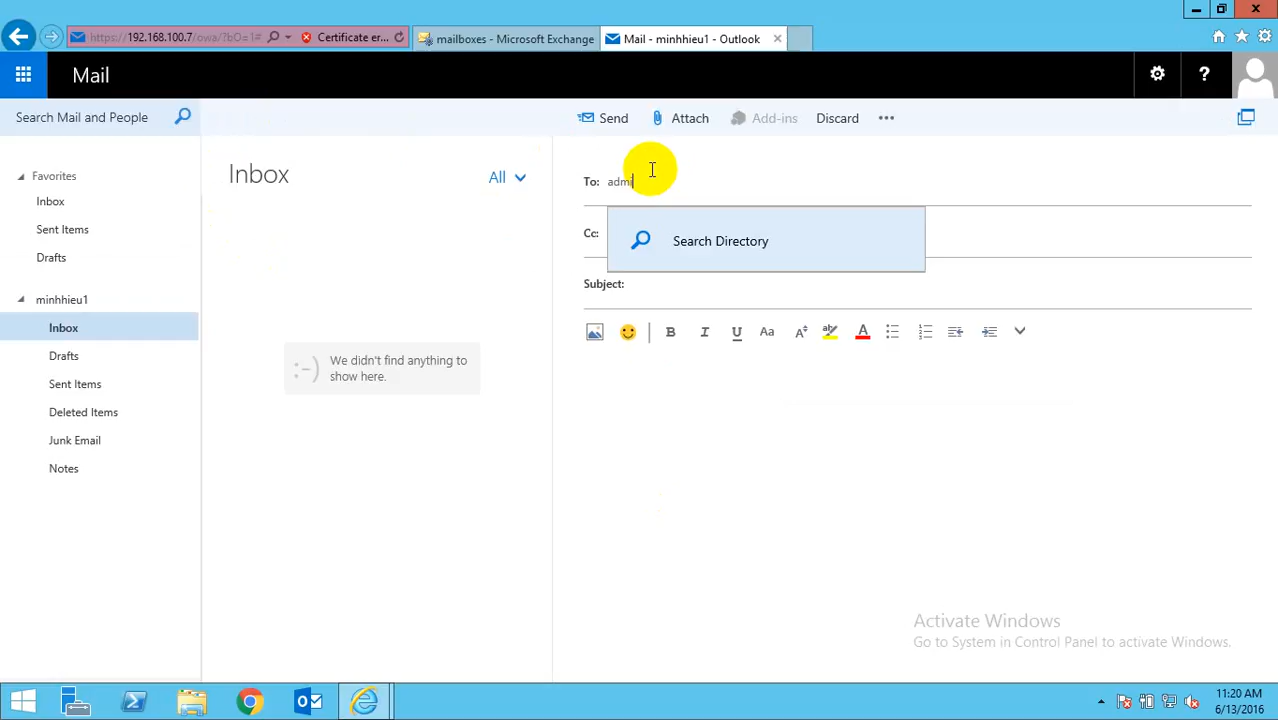 https://192.168.100.7/owa/?bO=1#
Certificate er...
mailboxes - Microsoft Exchange
Mail - minhhieu1 - Outlook
Mail
?
Search Mail and People
Send
Attach
Add-ins
Discard
Favorites
Inbox
Sent Items
Drafts
minhhieu1
Inbox
Drafts
Sent Items
Deleted Items
Junk Email
Notes
Inbox
All
:-)
We didn't find anything to
show here.
To: admi
Search Directory
Cc:
Subject:
B I U Aa A A
Activate Windows
Go to System in Control Panel to activate Windows.
11:20 AM
6/13/2016